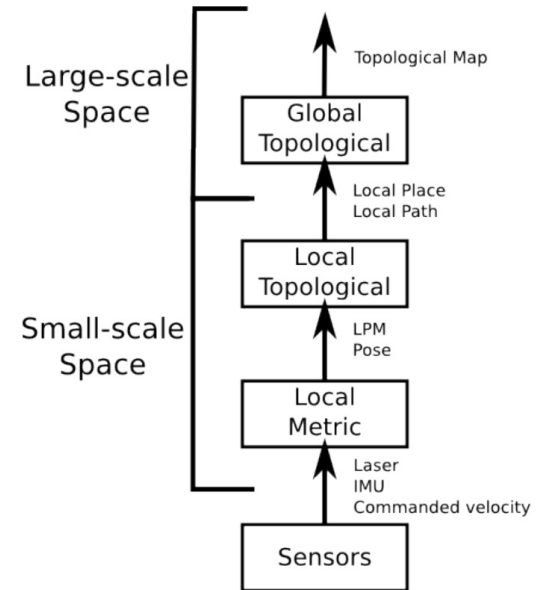 Topological Map
Large-scale
Space
Global
Topological
Local Place
Local Path
Local
Topological
Small-scale
Space
LPM
Pose
Local
Metric
Laser
IMU
Commanded velocity
Sensors